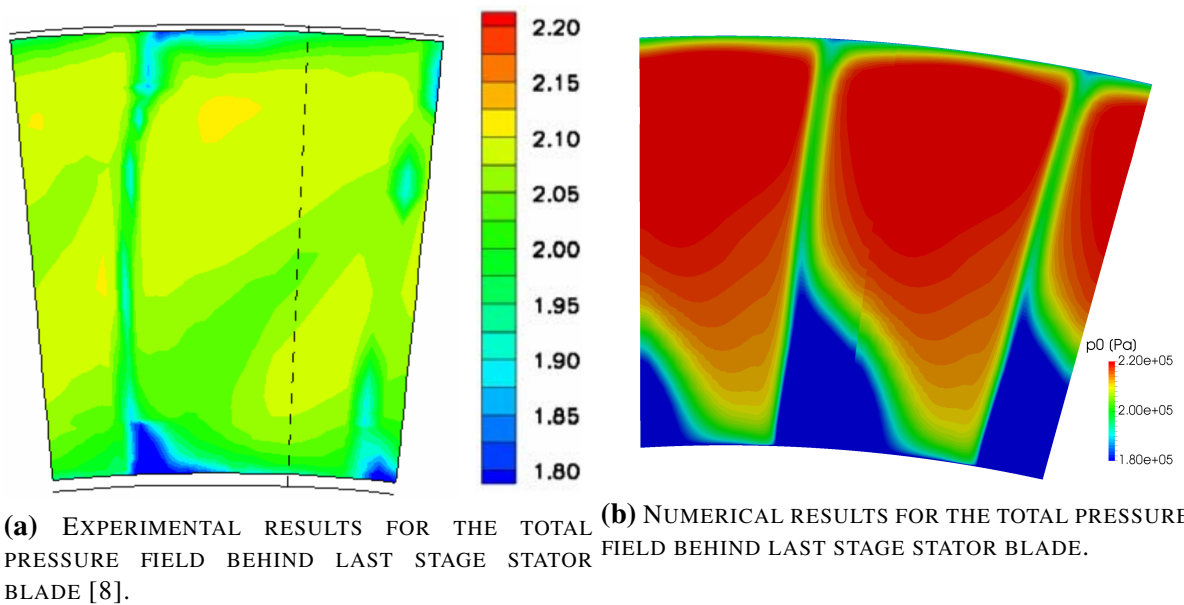 2.20
2.15
2.10
2.05
2.00
1.95
1.90
1.85
1.80
p0 (Pa)
2.20e+05
2.00e+05
1.80e+05
(a) EXPERIMENTAL RESULTS FOR THE TOTAL
PRESSURE FIELD BEHIND LAST STAGE STATOR
BLADE [8].
(b) NUMERICAL RESULTS FOR THE TOTAL PRESSURE
FIELD BEHIND LAST STAGE STATOR BLADE.